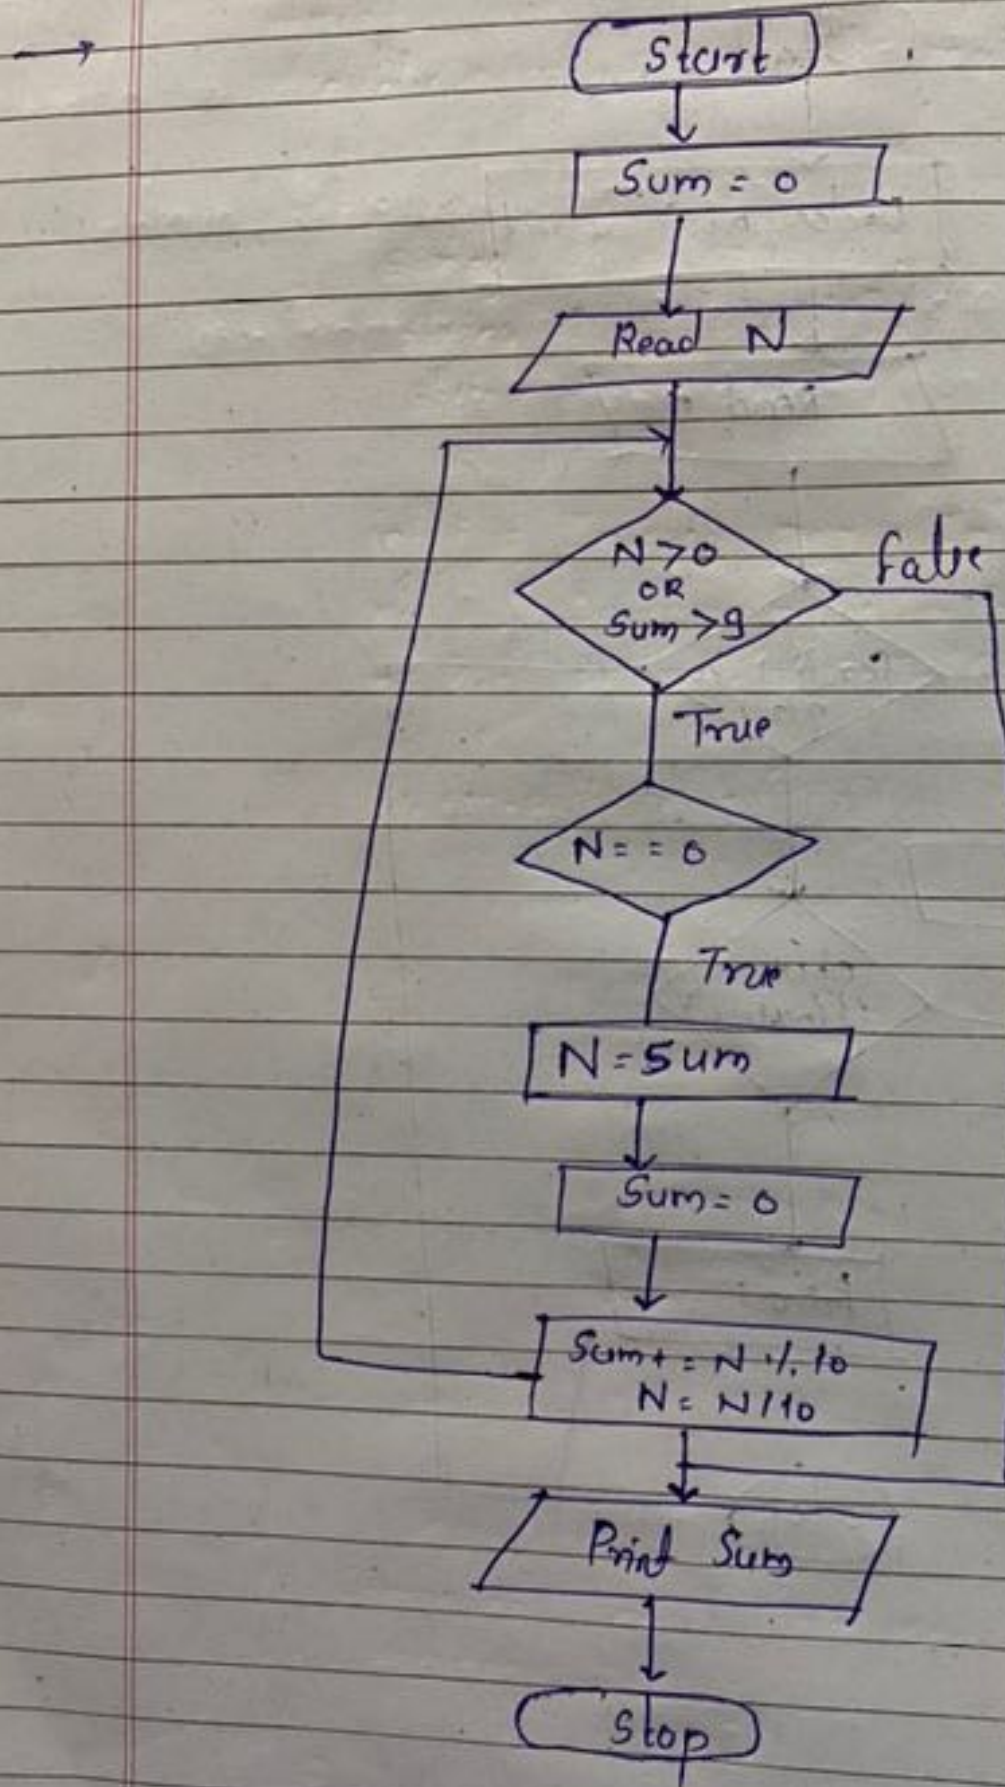 Start
Sum = 0
Read N
N > 0
OR
Sum > 9
false
True
N = = 0
True
N = Sum
Sum = 0
Sum + = N % 10
N = N / 10
Print Sum
Stop